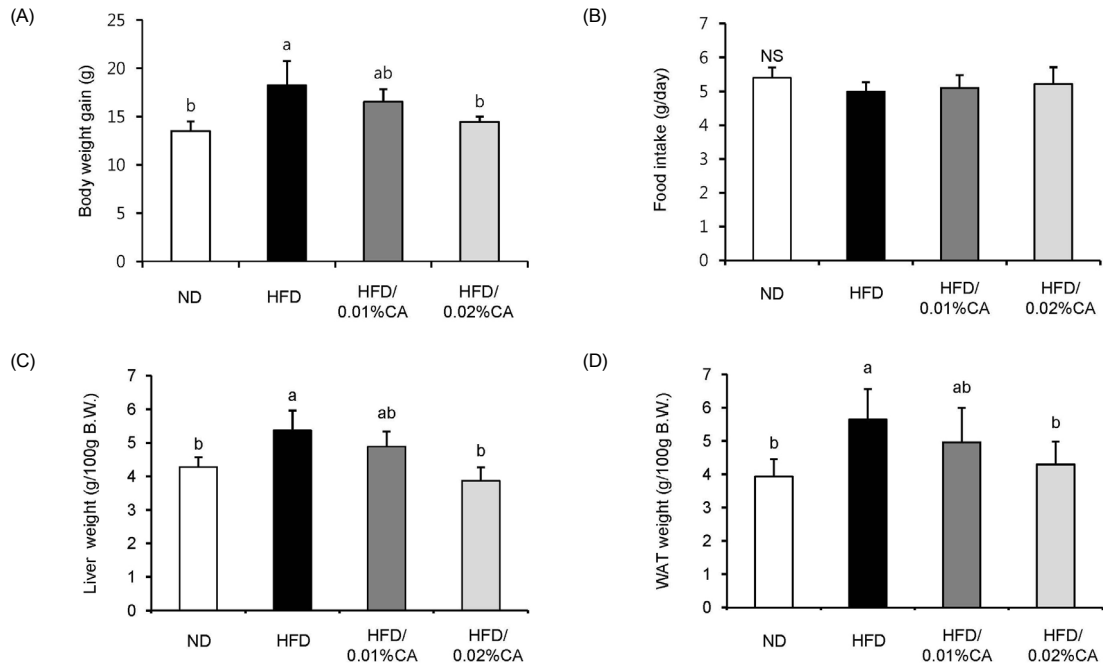 (A)
Body weight gain (g)
25
20
15
10
5
0
b
a
ab
b
ND
HFD
HFD/
0.01%CA
HFD/
0.02%CA
(B)
Food intake (g/day)
7
6
5
4
3
2
1
0
NS
ND
HFD
HFD/
0.01%CA
HFD/
0.02%CA
(C)
Liver weight (g/100g B.W.)
7
6
5
4
3
2
1
0
b
a
ab
b
ND
HFD
HFD/
0.01%CA
HFD/
0.02%CA
(D)
WAT weight (g/100g B.W.)
7
6
5
4
3
2
1
0
b
a
ab
b
ND
HFD
HFD/
0.01%CA
HFD/
0.02%CA